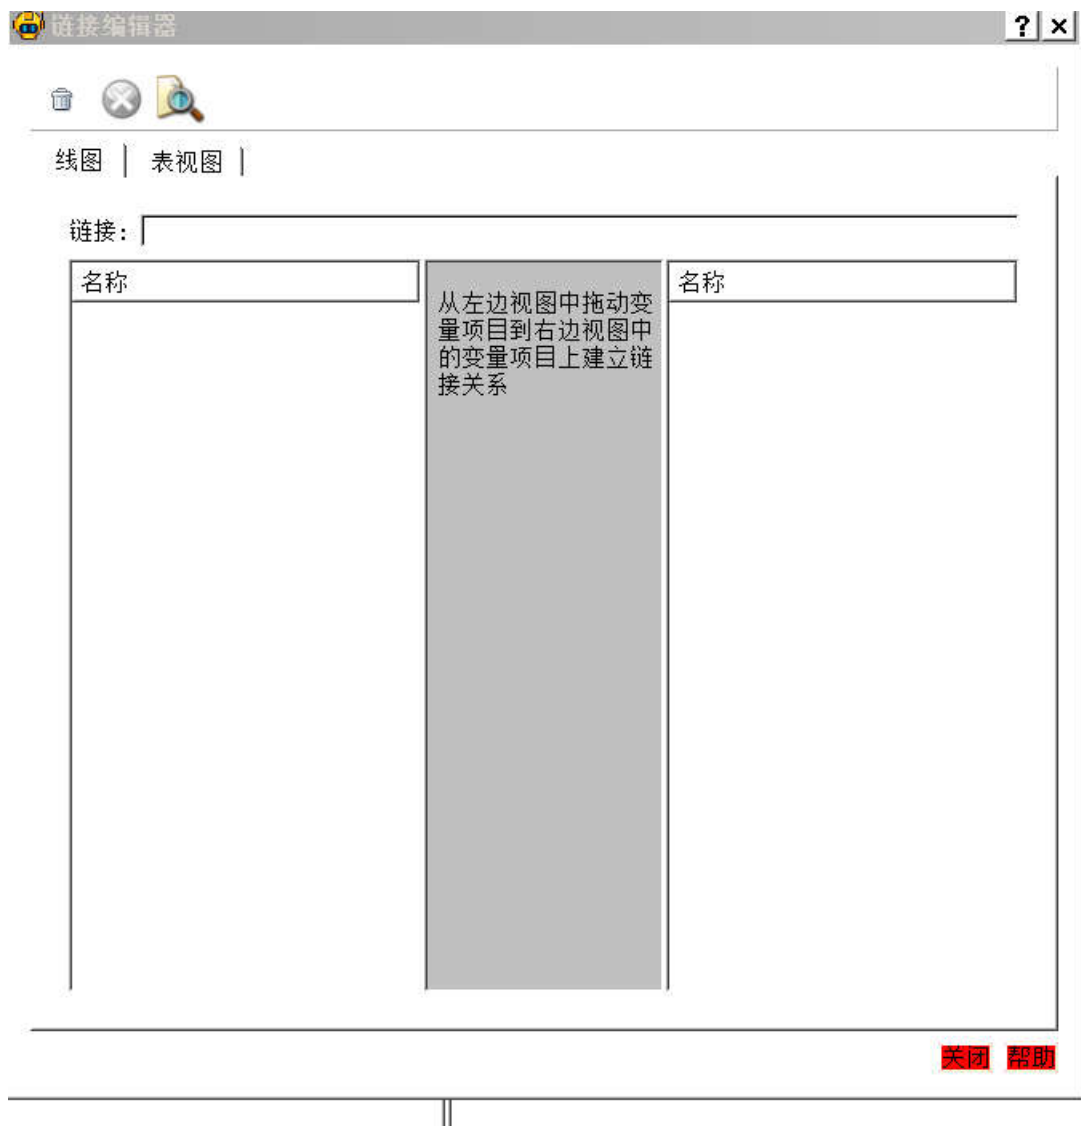 链接编辑器
? ×
线图 表视图
链接:
名称
从左边视图中拖动变
量项目到右边视图中
的变量项目上建立链
接关系
名称
关闭 帮助